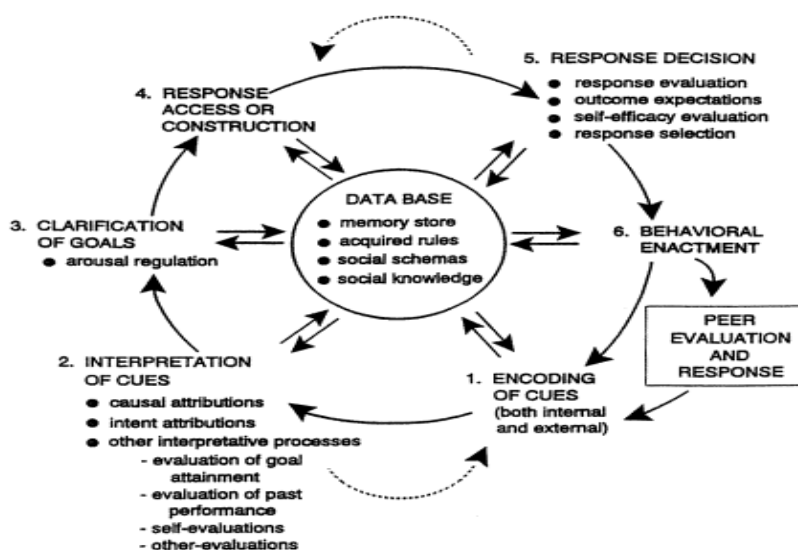 5. RESPONSE DECISION
● response evaluation
● outcome expectations
● self-efficacy evaluation
● response selection
4. RESPONSE
ACCESS OR
CONSTRUCTION
DATA BASE
● memory store
● acquired rules
● social schemas
● social knowledge
3. CLARIFICATION
OF GOALS
● arousal regulation
6. BEHAVIORAL
ENACTMENT
PEER
EVALUATION
AND
RESPONSE
2. INTERPRETATION
OF CUES
● causal attributions
● intent attributions
● other interpretative processes
- evaluation of goal
attainment
- evaluation of past
performance
- self-evaluations
- other-evaluations
1. ENCODING
OF CUES
(both internal
and external)